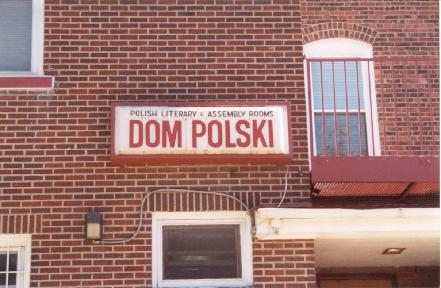 POLISH LITERARY & ASSEMBLY ROOMS
DOM POLSKI